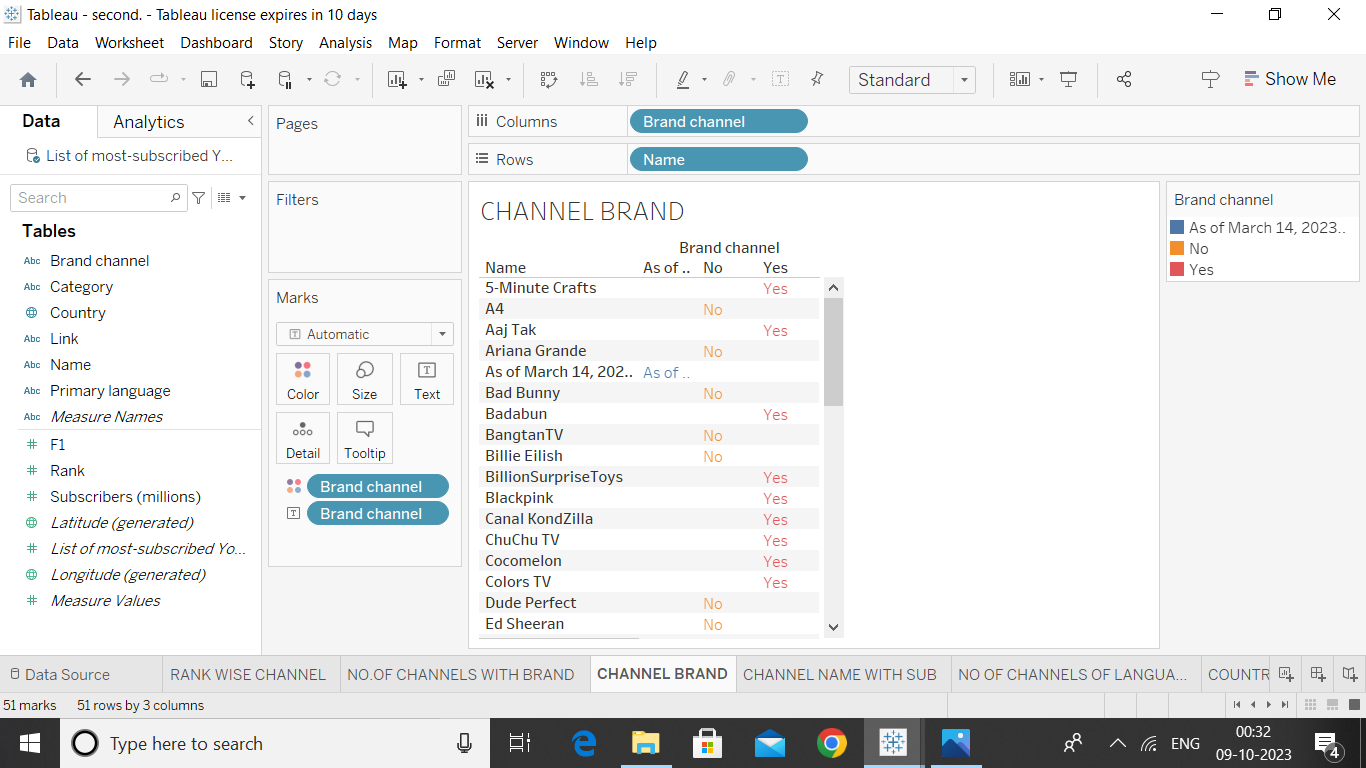 Tableau - second. - Tableau license expires in 10 days
File Data Worksheet Dashboard Story Analysis Map Format Server Window Help
Standard
Show Me
Data Analytics
List of most-subscribed Y...
Search
Tables
Abc Brand channel
Abc Category
Country
Abc Link
Abc Name
Abc Primary language
Abc Measure Names
# F1
# Rank
# Subscribers (millions)
Latitude (generated)
# List of most-subscribed Yo...
Longitude (generated)
# Measure Values
Pages
Filters
Marks
Automatic
Color Size Text
Detail Tooltip
Brand channel
Brand channel
Columns Brand channel
Rows Name
CHANNEL BRAND
Brand channel
Name As of .. No Yes
5-Minute Crafts Yes
A4 No
Aaj Tak Yes
Ariana Grande No
As of March 14, 202.. As of ..
Bad Bunny No
Badabun Yes
BangtanTV No
Billie Eilish No
BillionSurpriseToys Yes
Blackpink Yes
Canal KondZilla Yes
ChuChu TV Yes
Cocomelon Yes
Colors TV Yes
Dude Perfect No
Ed Sheeran No
Brand channel
As of March 14, 2023..
No
Yes
Data Source RANK WISE CHANNEL NO.OF CHANNELS WITH BRAND CHANNEL BRAND CHANNEL NAME WITH SUB NO OF CHANNELS OF LANGUA... COUNTR
51 marks 51 rows by 3 columns
Type here to search
ENG
00:32
09-10-2023
4